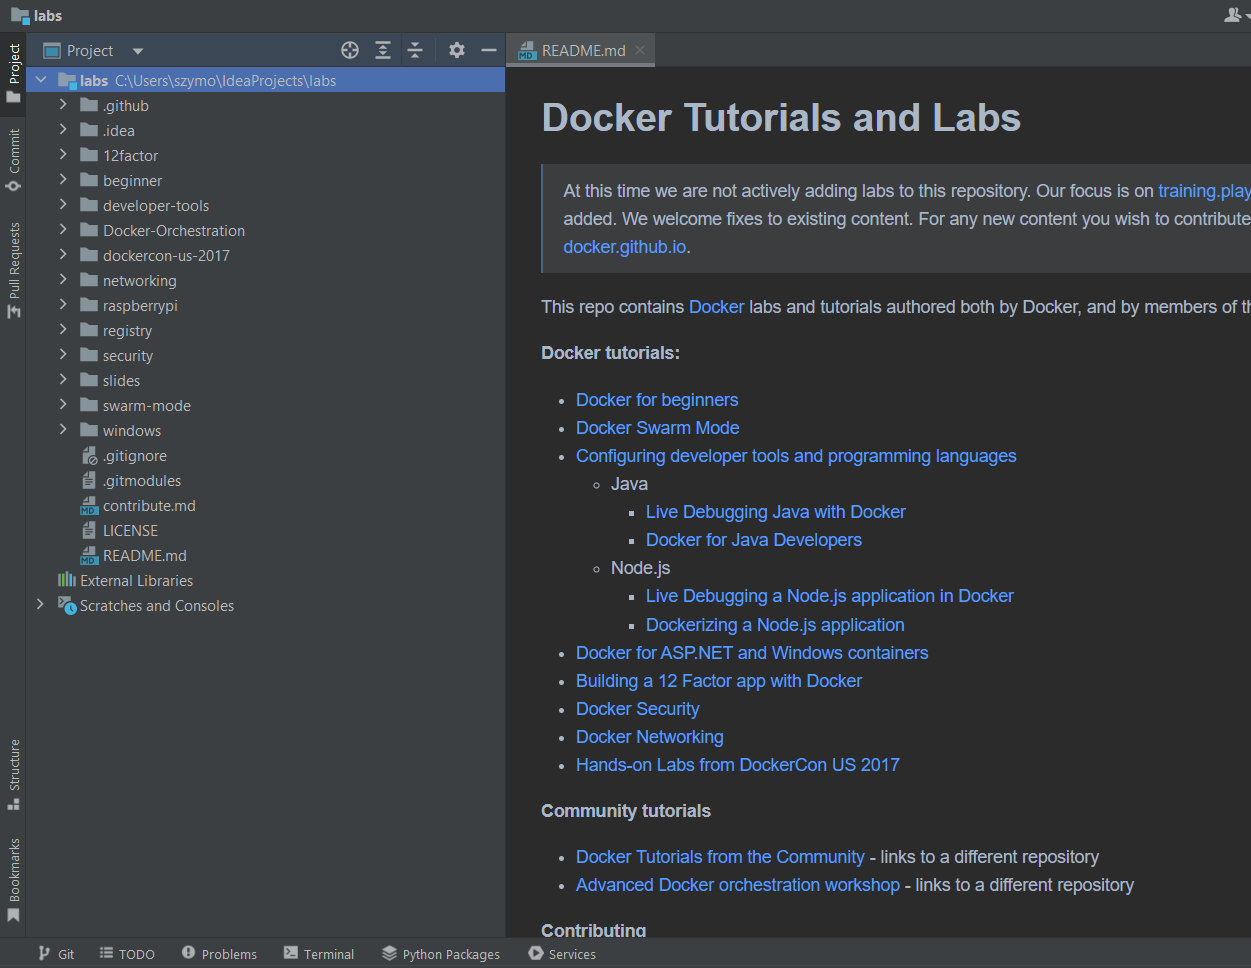 labs
Project
README.md
Project
Commit
Pull Requests
Structure
Bookmarks
labs C:\Users\szymo\IdeaProjects\labs
.github
.idea
12factor
beginner
developer-tools
Docker-Orchestration
dockercon-us-2017
networking
raspberrypi
registry
security
slides
swarm-mode
windows
.gitignore
.gitmodules
MD contribute.md
LICENSE
MD README.md
External Libraries
Scratches and Consoles
Docker Tutorials and Labs
At this time we are not actively adding labs to this repository. Our focus is on training.play
added. We welcome fixes to existing content. For any new content you wish to contribute
docker.github.io.
This repo contains Docker labs and tutorials authored both by Docker, and by members of th
Docker tutorials:
• Docker for beginners
• Docker Swarm Mode
• Configuring developer tools and programming languages
◦ Java
▪ Live Debugging Java with Docker
▪ Docker for Java Developers
◦ Node.js
▪ Live Debugging a Node.js application in Docker
▪ Dockerizing a Node.js application
• Docker for ASP.NET and Windows containers
• Building a 12 Factor app with Docker
• Docker Security
• Docker Networking
• Hands-on Labs from DockerCon US 2017
Community tutorials
• Docker Tutorials from the Community - links to a different repository
• Advanced Docker orchestration workshop - links to a different repository
Contributing
Git TODO Problems Terminal Python Packages Services